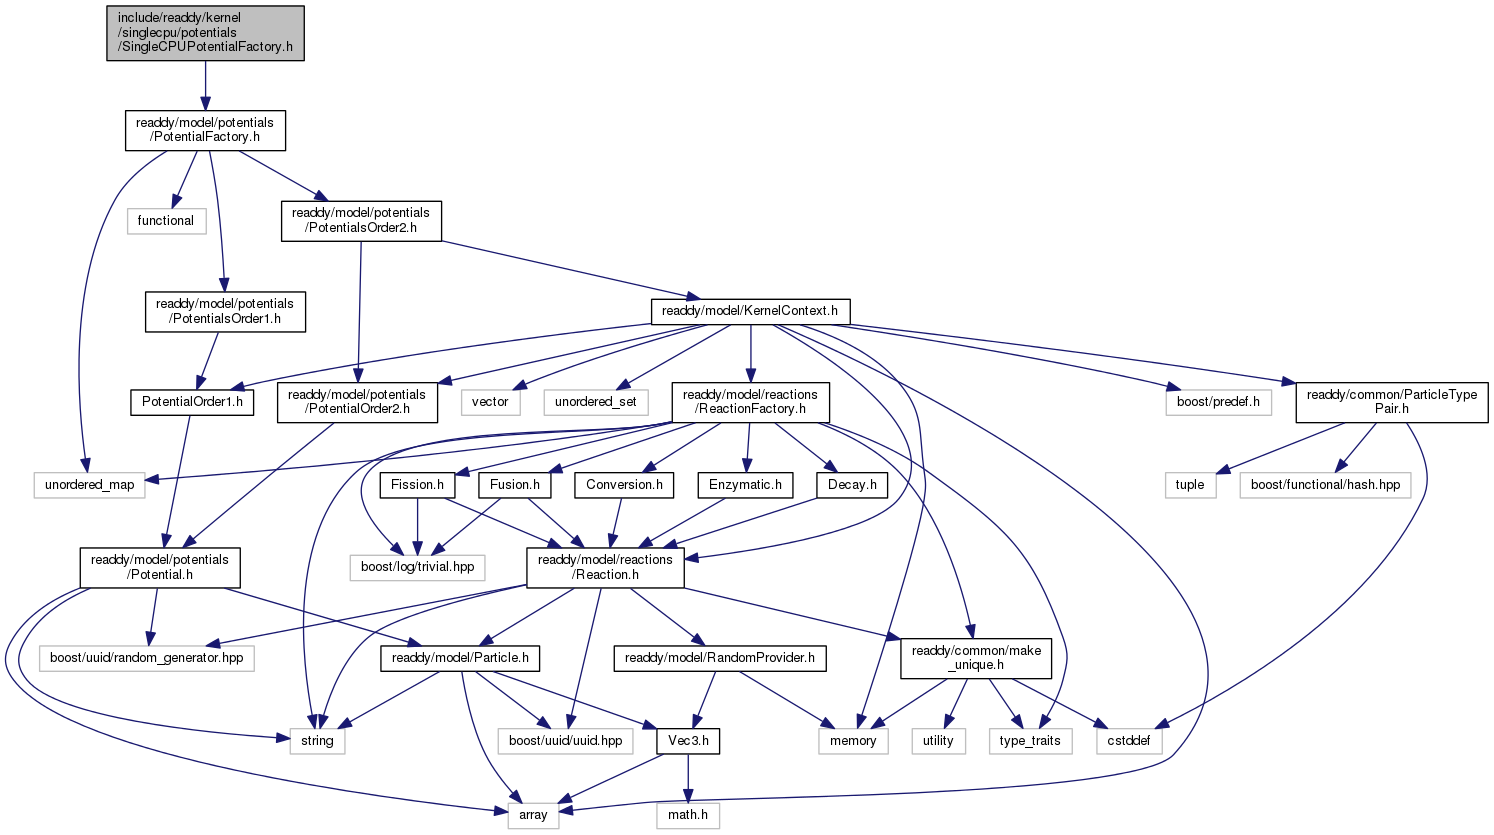 include/readdy/kernel
/singlecpu/potentials
/SingleCPUPotentialFactory.h
readdy/model/potentials
/PotentialFactory.h
functional
readdy/model/potentials
/PotentialsOrder2.h
readdy/model/potentials
/PotentialsOrder1.h
readdy/model/KernelContext.h
PotentialOrder1.h
readdy/model/potentials
/PotentialOrder2.h
vector
unordered_set
readdy/model/reactions
/ReactionFactory.h
boost/predef.h
readdy/common/ParticleType
Pair.h
unordered_map
Fission.h
Fusion.h
Conversion.h
Enzymatic.h
Decay.h
tuple
boost/functional/hash.hpp
readdy/model/potentials
/Potential.h
boost/log/trivial.hpp
readdy/model/reactions
/Reaction.h
boost/uuid/random_generator.hpp
readdy/model/Particle.h
readdy/model/RandomProvider.h
readdy/common/make
_unique.h
string
boost/uuid/uuid.hpp
Vec3.h
memory
utility
type_traits
cstddef
array
math.h